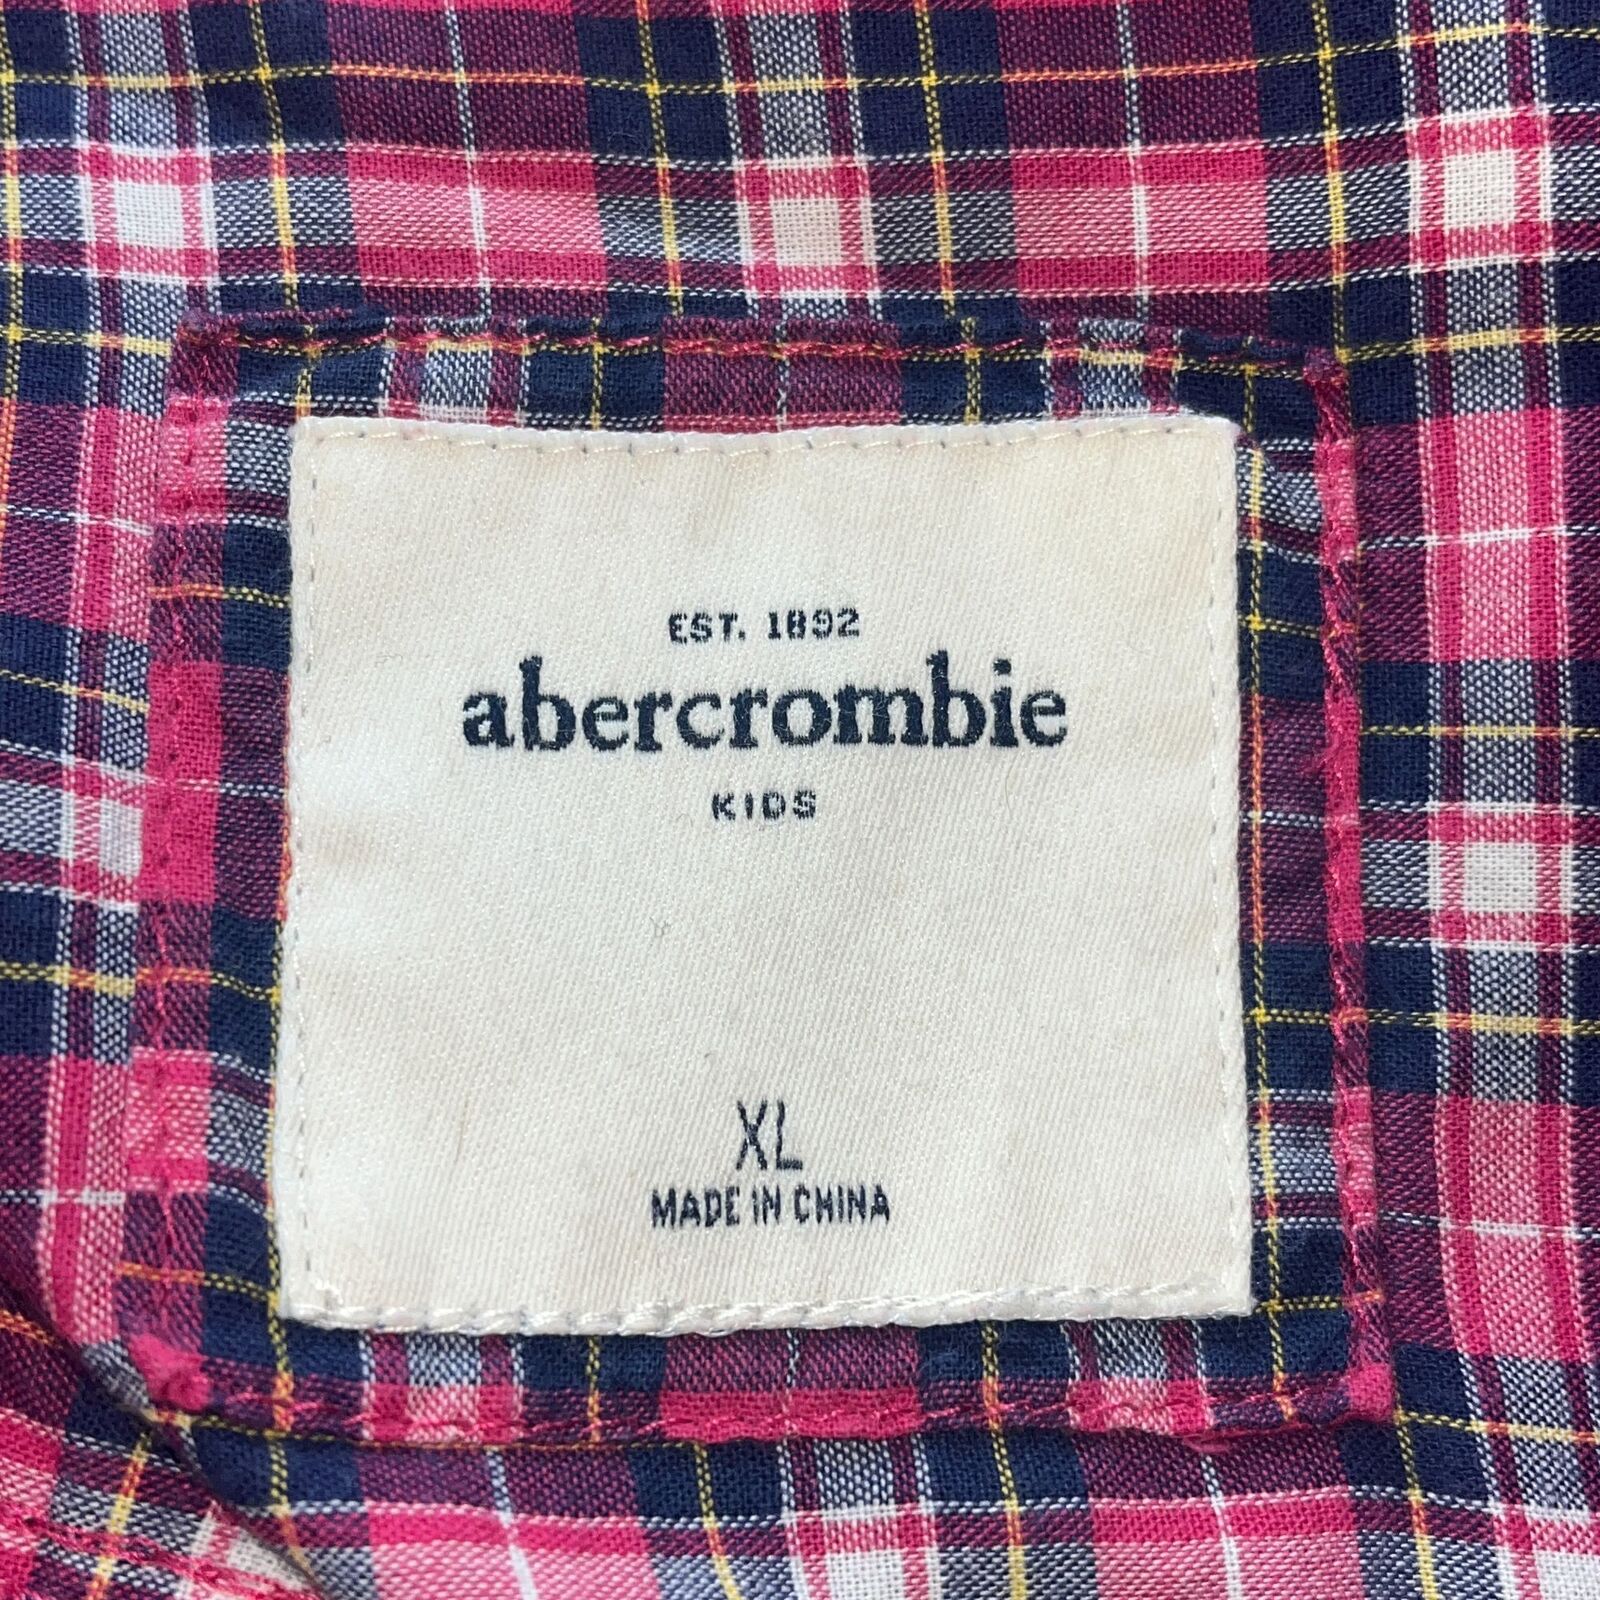 EST. 1892
abercrombie
KIDS
XL
MADE IN CHINA